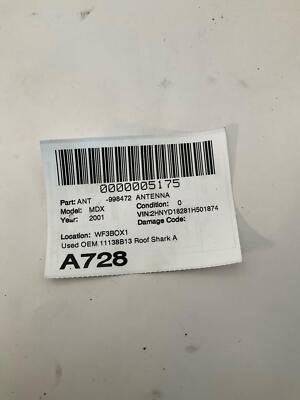 0000005175
Part: ANT -998472 ANTENNA
Model: MDX Condition: 0
Year: 2001 VIN:2HNYD18281H501874
Damage Code:
Location: WF3BOX1
Used OEM 11138B13 Roof Shark A
A728